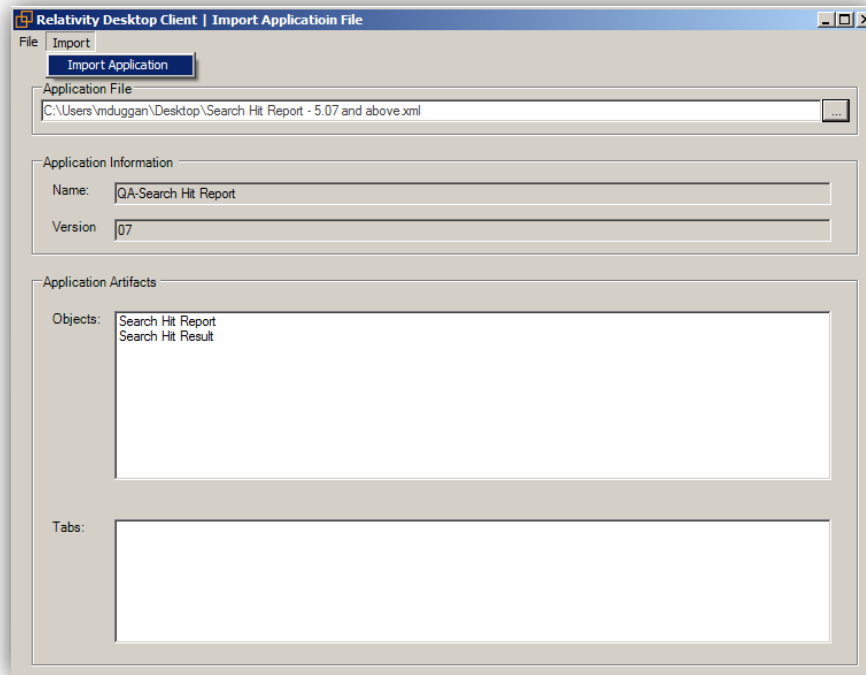 Relativity Desktop Client | Import Applicatioin File
File Import
Import Application
Application File
C:\Users\mduggan\Desktop\Search Hit Report - 5.07 and above.xml ...
Application Information
Name: QA-Search Hit Report
Version 07
Application Artifacts
Objects: Search Hit Report
Search Hit Result
Tabs: